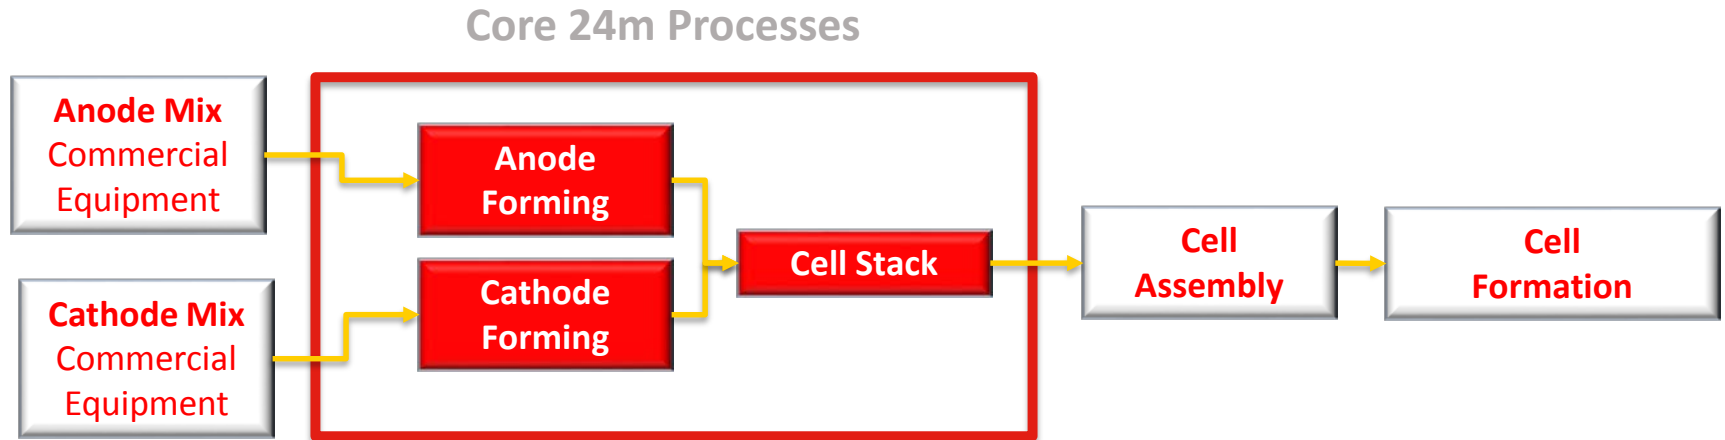 Core 24m Processes
Anode Mix
Commercial
Equipment
Anode
Forming
Cathode Mix
Commercial
Equipment
Cathode
Forming
Cell Stack
Cell
Assembly
Cell
Formation